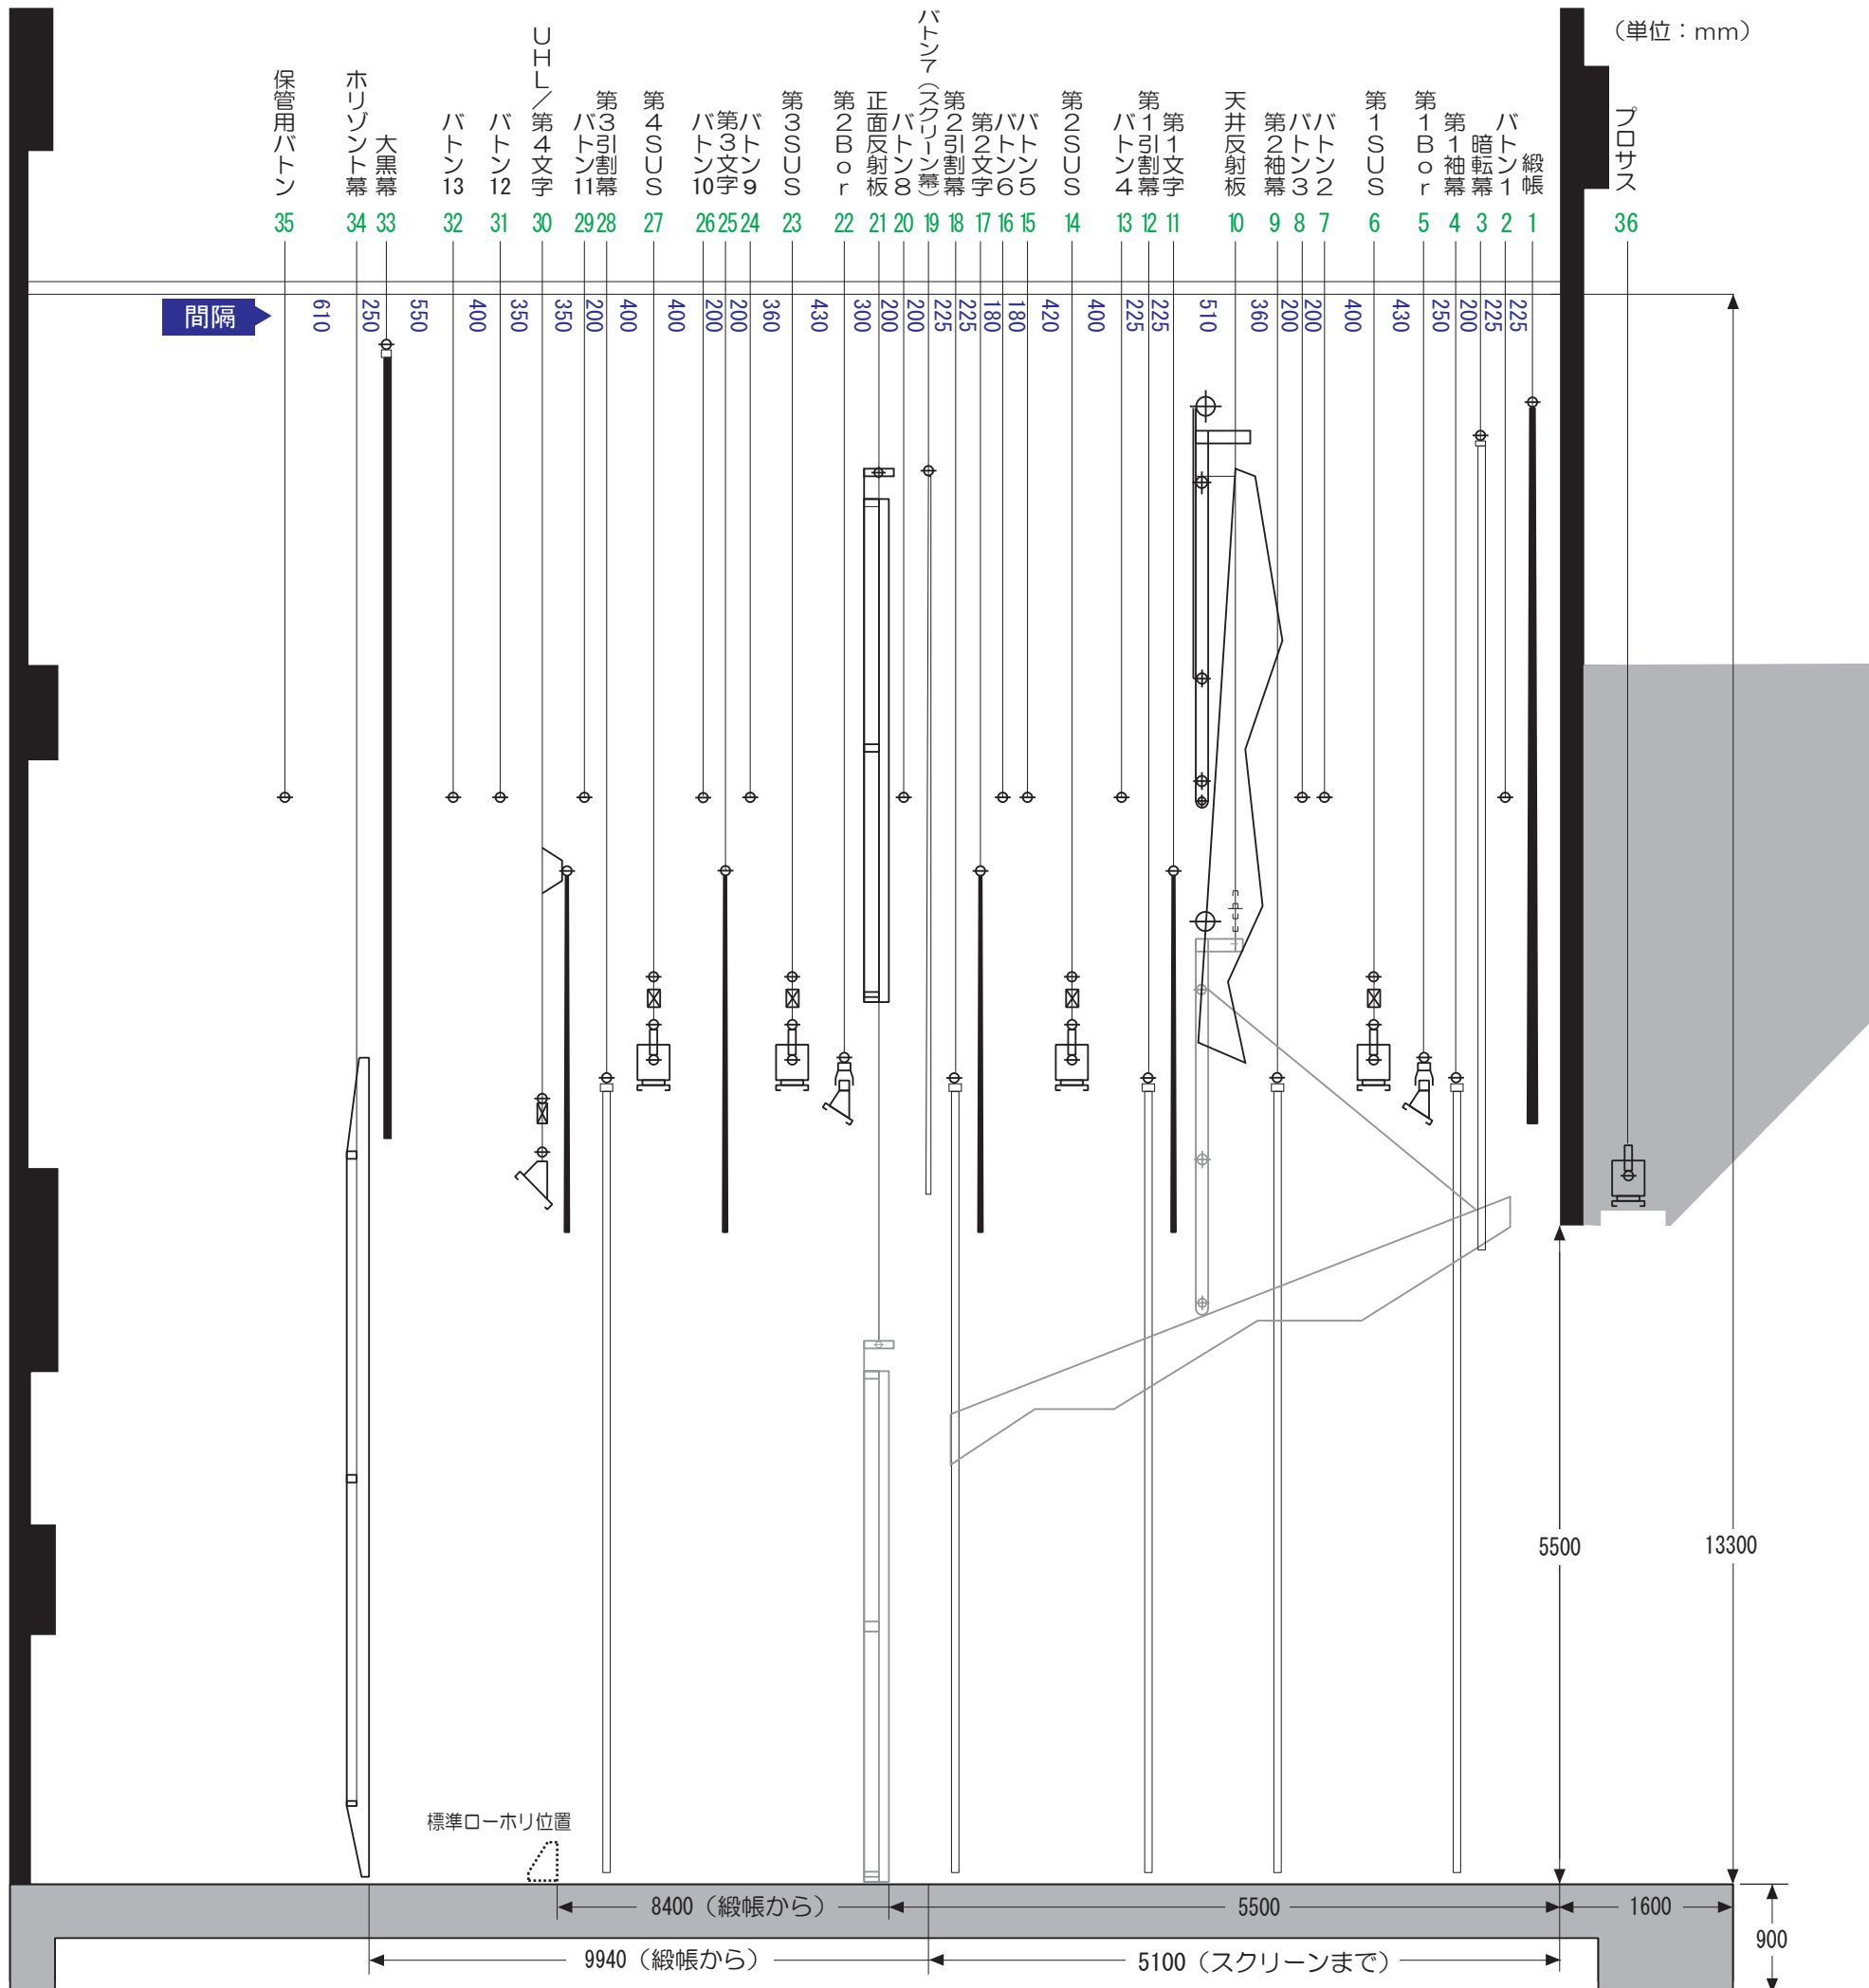 （単位：mm）
保管用バトン
35
ホリゾント幕
34
大黒幕
33
バトン13
32
バトン12
31
UHL／第4文字
30
バトン11
29
第3引割幕
28
第4SUS
27
バトン10
26
第3文字
25
バトン9
24
第3SUS
23
第2Bor
22
正面反射板
21
バトン8
20
バトン7（スクリーン幕）
19
第2引割幕
18
第2文字
17
バトン6
16
バトン5
15
第2SUS
14
バトン4
13
第1引割幕
12
第1文字
11
天井反射板
10
第2袖幕
9
バトン3
8
バトン2
7
第1SUS
6
第1Bor
5
第1袖幕
4
暗転幕
3
バトン1
2
緞帳
1
プロサス
36
間隔
610
250
550
400
350
350
200
400
400
200
200
360
430
300
200
200
225
225
180
180
420
400
225
225
510
360
200
200
400
430
250
200
225
225
5500
13300
標準ローホリ位置
8400（緞帳から）
5500
1600
900
9940（緞帳から）
5100（スクリーンまで）